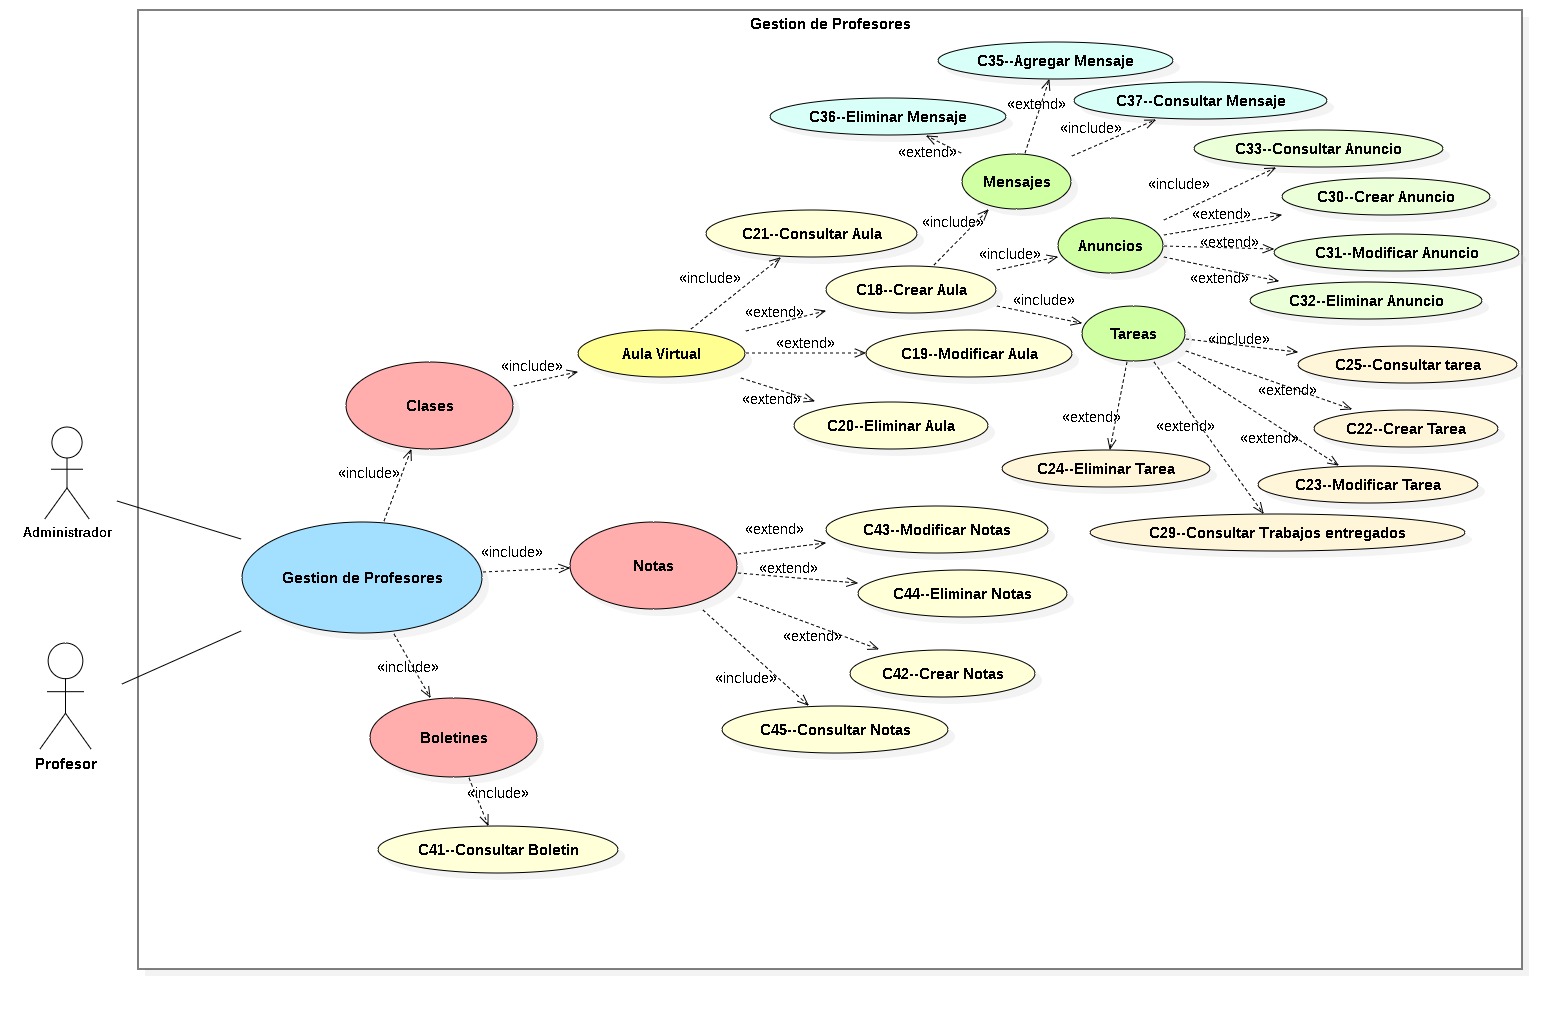 Gestion de Profesores
C35--Agregar Mensaje
«extend»
C37--Consultar Mensaje
C36--Eliminar Mensaje
«include»
«extend»
C33--Consultar Anuncio
Mensajes
«include»
C30--Crear Anuncio
«extend»
«include»
C21--Consultar Aula
Anuncios
«extend»
C31--Modificar Anuncio
«include»
«include»
«extend»
C18--Crear Aula
C32--Eliminar Anuncio
«include»
«extend»
Tareas
«include»
«extend»
Aula Virtual
C19--Modificar Aula
C25--Consultar tarea
«include»
«extend»
«extend»
Clases
«extend»
C20--Eliminar Aula
«extend»
C22--Crear Tarea
«extend»
«include»
C24--Eliminar Tarea
C23--Modificar Tarea
Administrador
«extend»
C43--Modificar Notas
C29--Consultar Trabajos entregados
«include»
Notas
«extend»
Gestion de Profesores
C44--Eliminar Notas
«extend»
«include»
C42--Crear Notas
«include»
C45--Consultar Notas
Boletines
Profesor
«include»
C41--Consultar Boletin